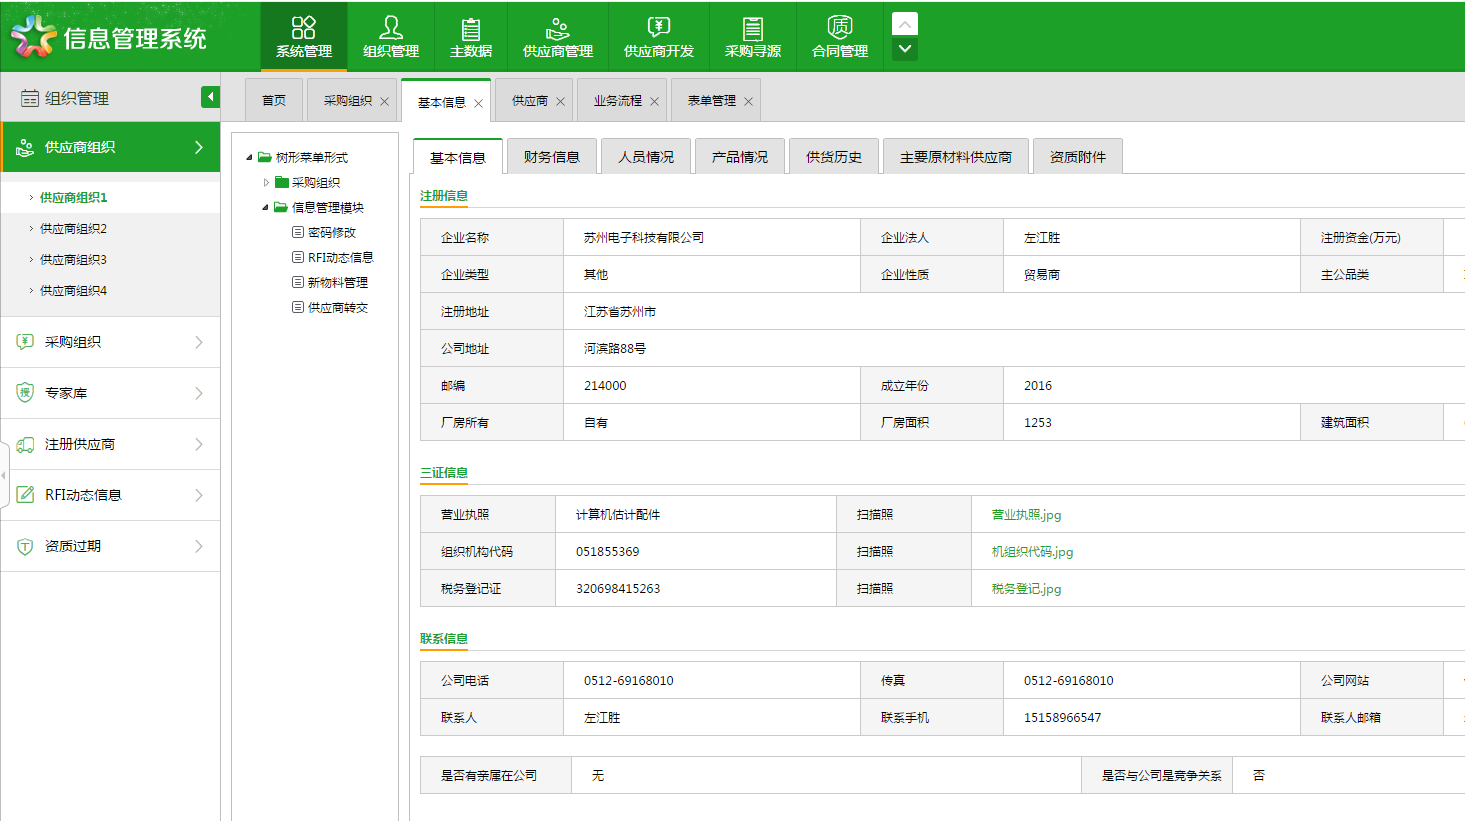 信息管理系统
系统管理 组织管理 主数据 供应商管理 供应商开发 采购寻源 合同管理
组织管理
首页 采购组织 基本信息 供应商 业务流程 表单管理
供应商组织
供应商组织1
供应商组织2
供应商组织3
供应商组织4
采购组织
专家库
注册供应商
RFI动态信息
资质过期
树形菜单形式
采购组织
信息管理模块
密码修改
RFI动态信息
新物料管理
供应商转交
基本信息 财务信息 人员情况 产品情况 供货历史 主要原材料供应商 资质附件
注册信息
企业名称 苏州电子科技有限公司 企业法人 左江胜 注册资金(万元)
企业类型 其他 企业性质 贸易商 主公品类
注册地址 江苏省苏州市
公司地址 河滨路88号
邮编 214000 成立年份 2016
厂房所有 自有 厂房面积 1253 建筑面积
三证信息
营业执照 计算机估计配件 扫描照 营业执照.jpg
组织机构代码 051855369 扫描照 机组织代码.jpg
税务登记证 320698415263 扫描照 税务登记.jpg
联系信息
公司电话 0512-69168010 传真 0512-69168010 公司网站
联系人 左江胜 联系手机 15158966547 联系人邮箱
是否有亲属在公司 无 是否与公司是竞争关系 否